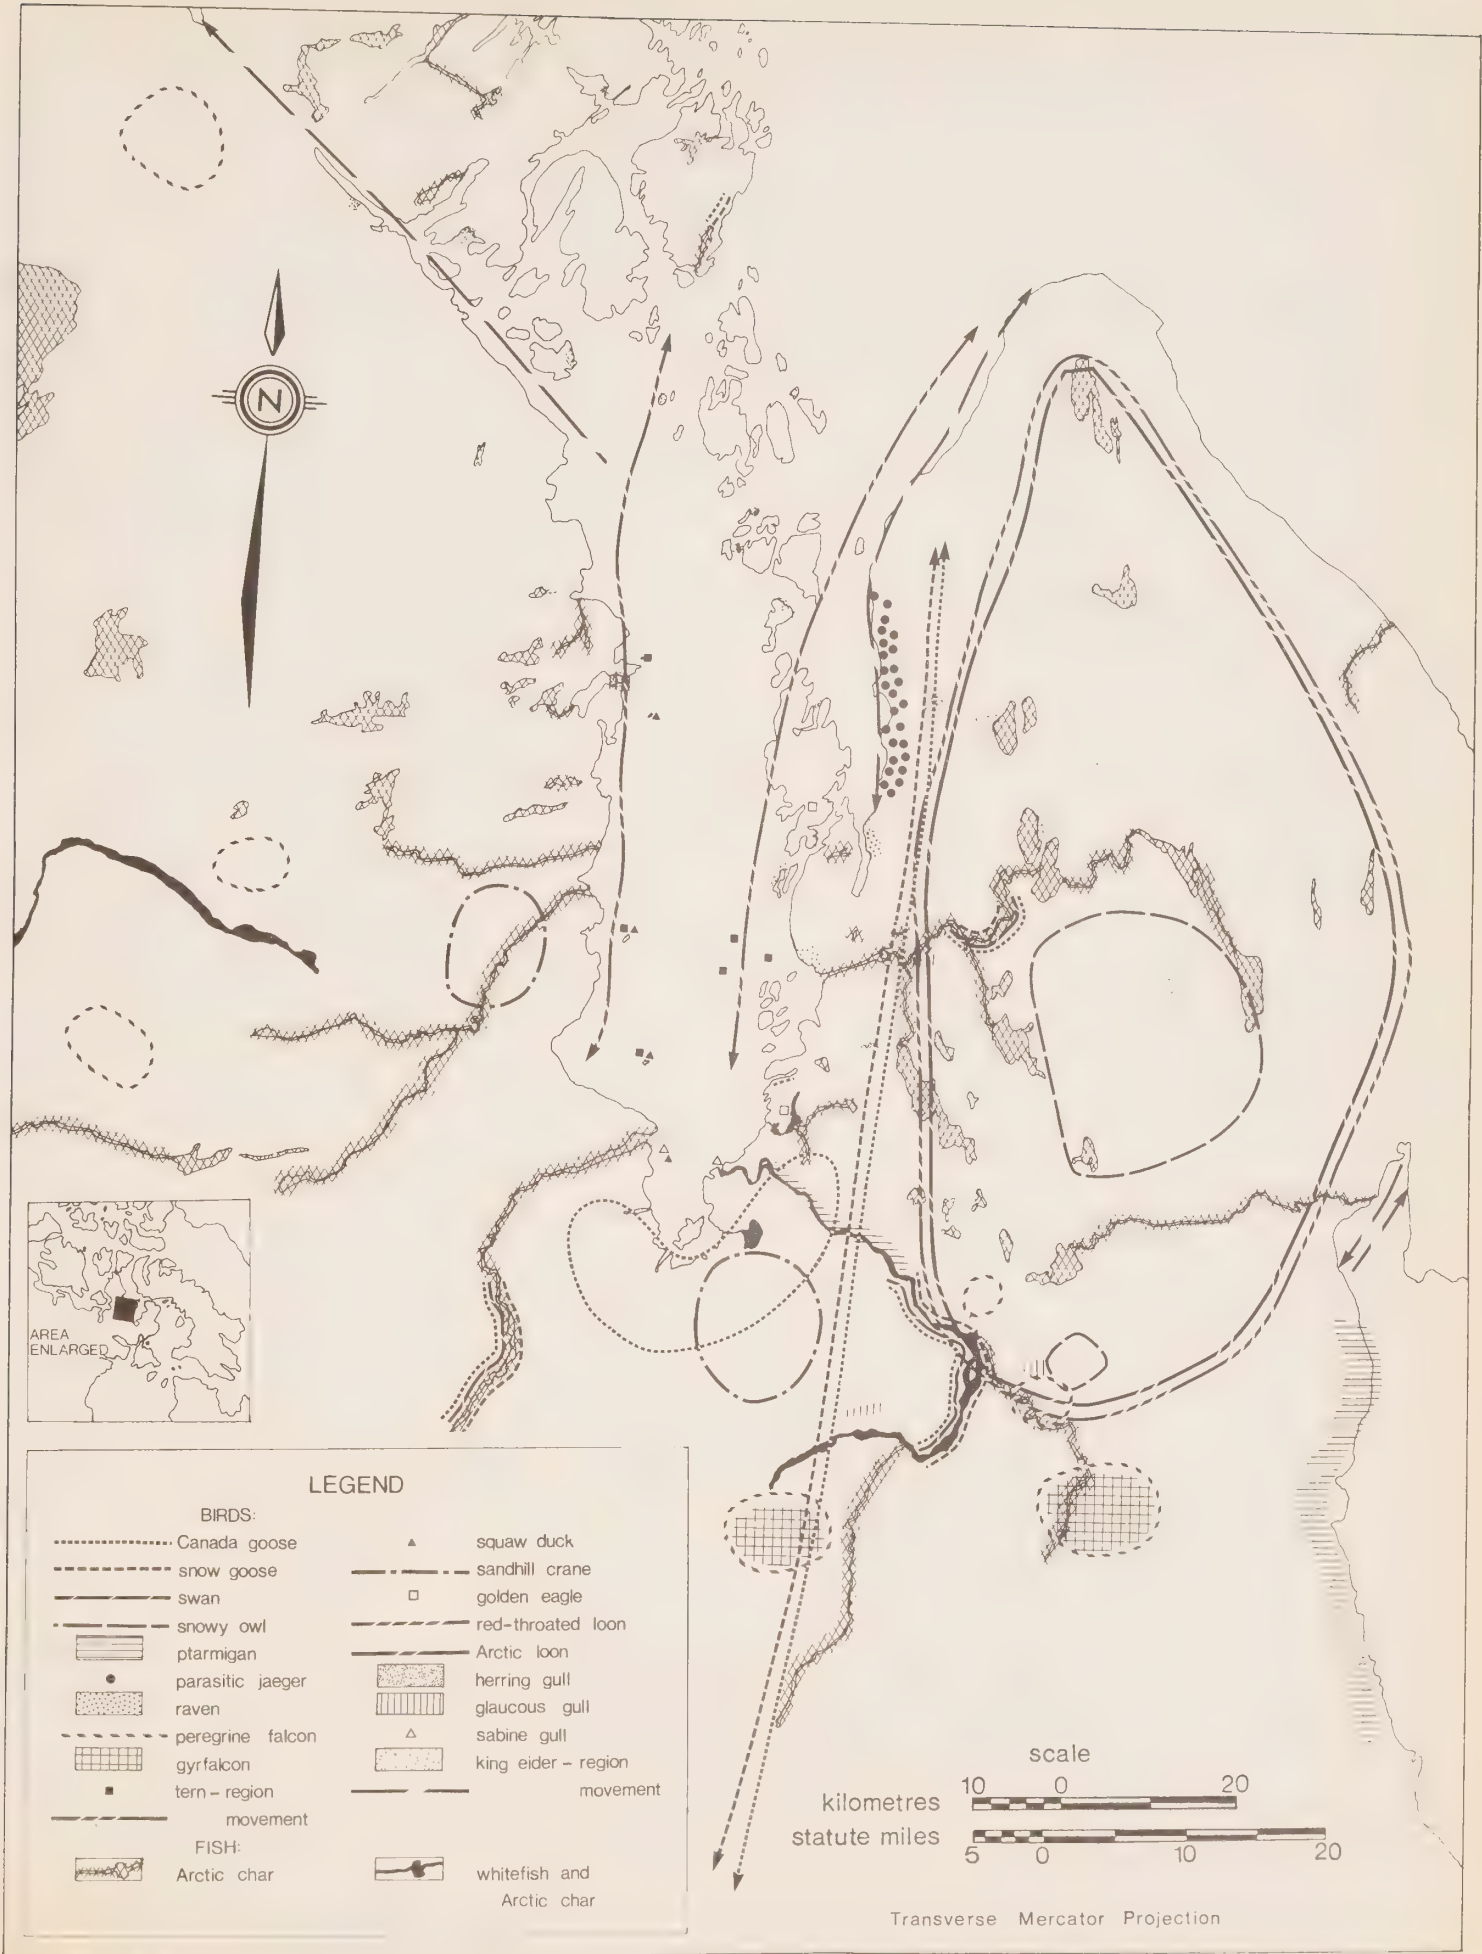 N
AREA
ENLARGED
LEGEND
BIRDS:
Canada goose
snow goose
swan
snowy owl
ptarmigan
parasitic jaeger
raven
peregrine falcon
gyrfalcon
tern – region
movement
squaw duck
sandhill crane
golden eagle
red-throated loon
Arctic loon
herring gull
glaucous gull
sabine gull
king eider – region
movement
FISH:
Arctic char
whitefish and
Arctic char
scale
10 0 20
kilometres
statute miles
5 0 10 20
Transverse Mercator Projection